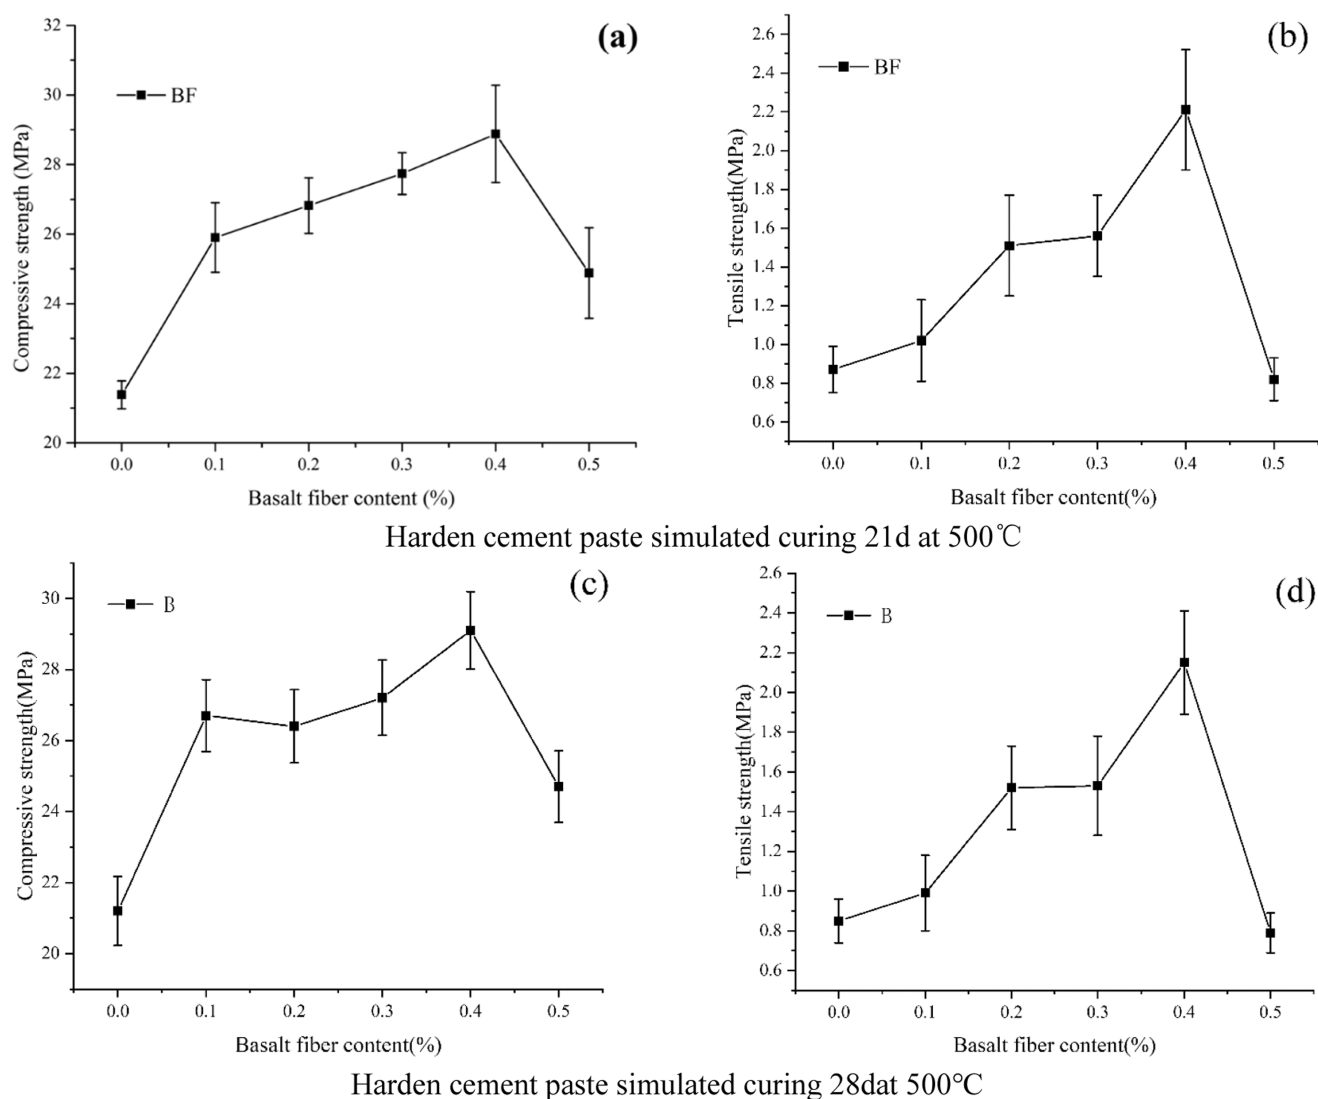 (a)
BF
Compressive strength (MPa)
32
30
28
26
24
22
20
0.0 0.1 0.2 0.3 0.4 0.5
Basalt fiber content (%)
(b)
BF
Tensile strength(MPa)
2.6
2.4
2.2
2.0
1.8
1.6
1.4
1.2
1.0
0.8
0.6
0.0 0.1 0.2 0.3 0.4 0.5
Basalt fiber content(%)
Harden cement paste simulated curing 21d at 500℃
(c)
B
Compressive strength(MPa)
30
28
26
24
22
20
0.0 0.1 0.2 0.3 0.4 0.5
Basalt fiber content(%)
(d)
B
Tensile strength(MPa)
2.6
2.4
2.2
2.0
1.8
1.6
1.4
1.2
1.0
0.8
0.6
0.0 0.1 0.2 0.3 0.4 0.5
Basalt fiber content(%)
Harden cement paste simulated curing 28dat 500°C